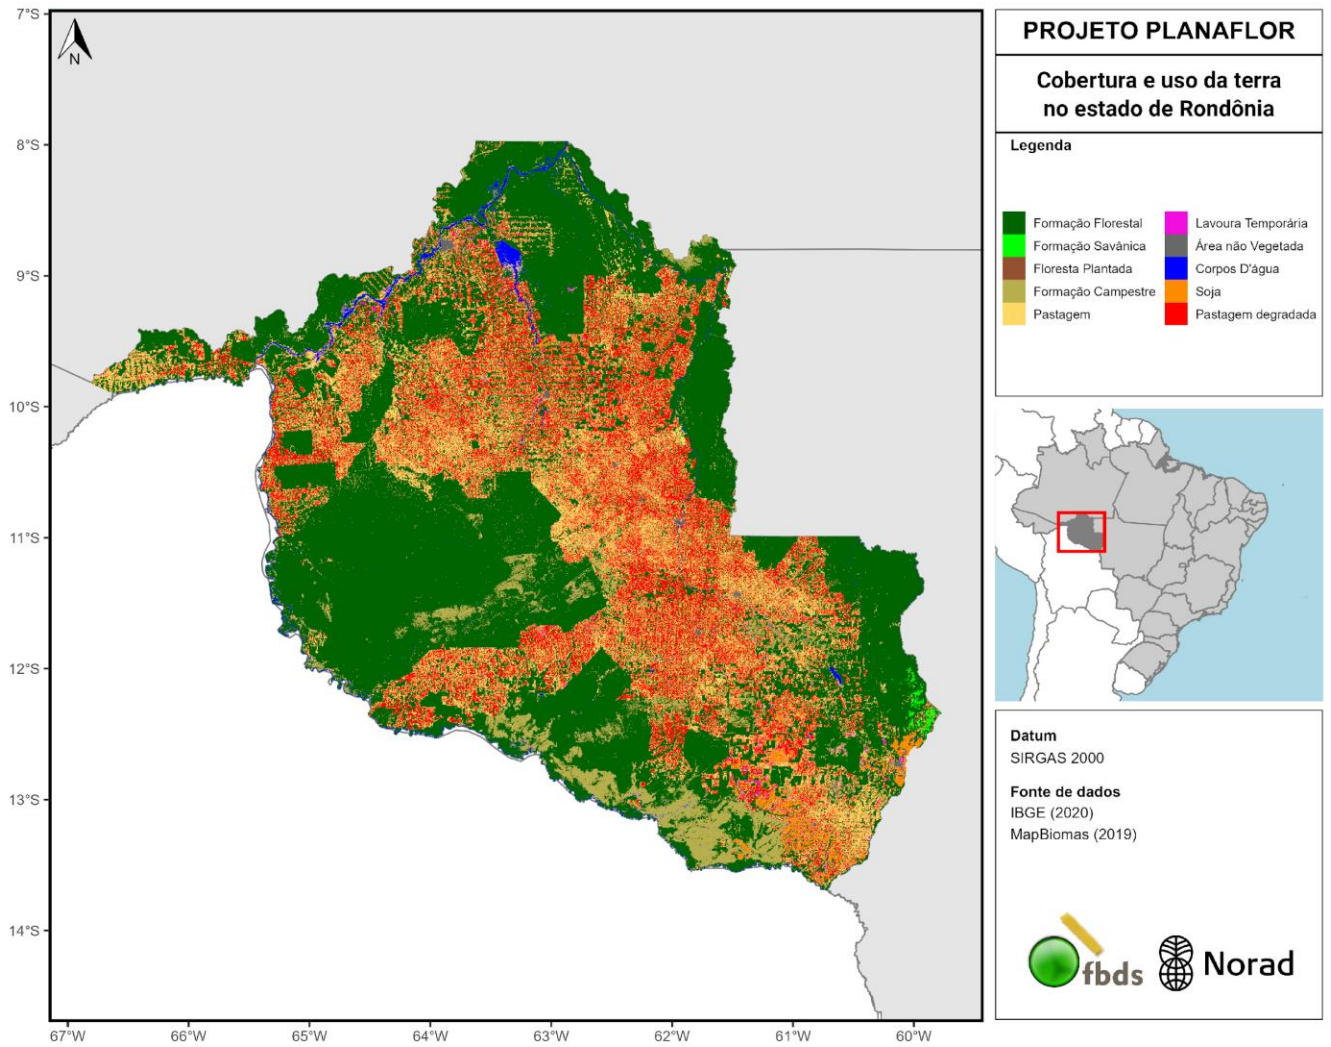 7°S
8°S
9°S
10°S
11°S
12°S
13°S
14°S
67°W
66°W
65°W
64°W
63°W
62°W
61°W
60°W
N
PROJETO PLANAFLOR
Cobertura e uso da terra
no estado de Rondônia
Legenda
Formação Florestal
Formação Savânica
Floresta Plantada
Formação Campestre
Pastagem
Lavoura Temporária
Área não Vegetada
Corpos D'água
Soja
Pastagem degradada
Datum
SIRGAS 2000
Fonte de dados
IBGE (2020)
MapBiomas (2019)
fbds
Norad